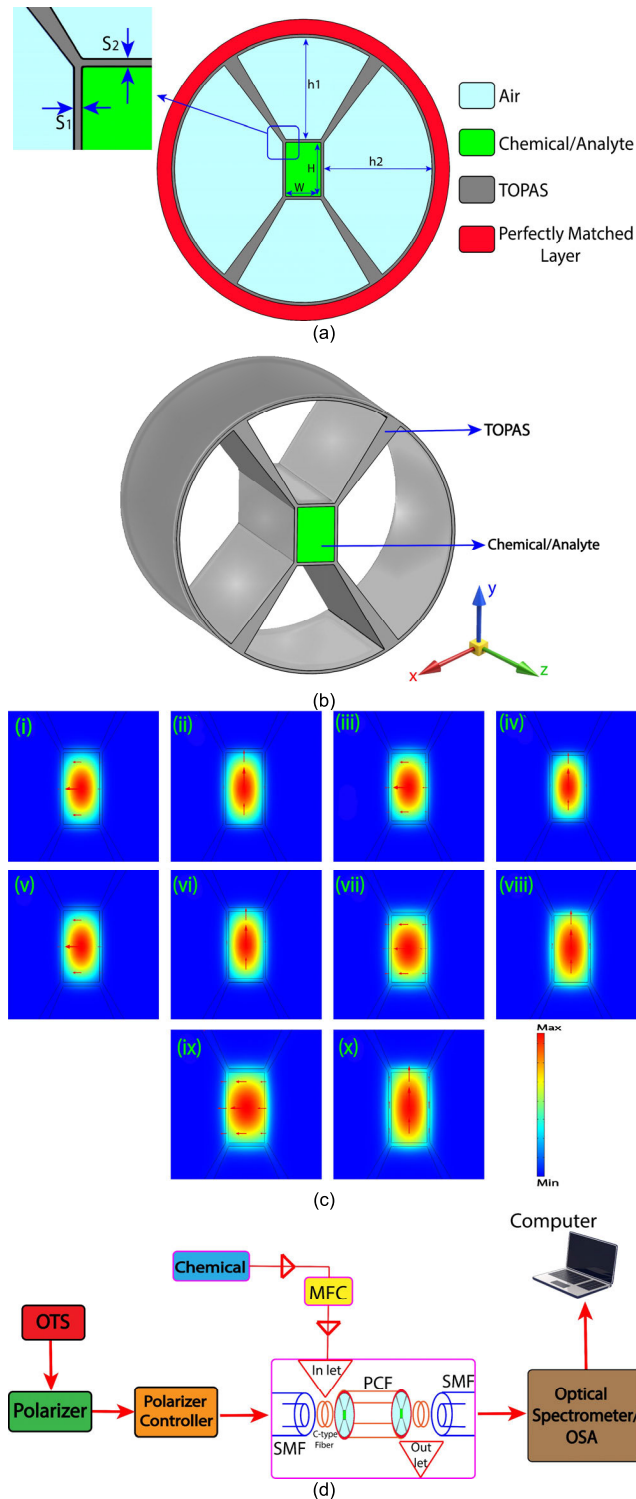 S2
S1
h1
H
W
h2
Air
Chemical/Analyte
TOPAS
Perfectly Matched
Layer
(a)
TOPAS
Chemical/Analyte
y
x
z
(b)
(i)
(ii)
(iii)
(iv)
(v)
(vi)
(vii)
(viii)
(ix)
(x)
Max
Min
(c)
Computer
Chemical
MFC
OTS
Polarizer
Polarizer
Controller
In let
PCF
SMF
SMF
C-type
Fiber
Out
let
Optical
Spectrometer/
OSA
(d)